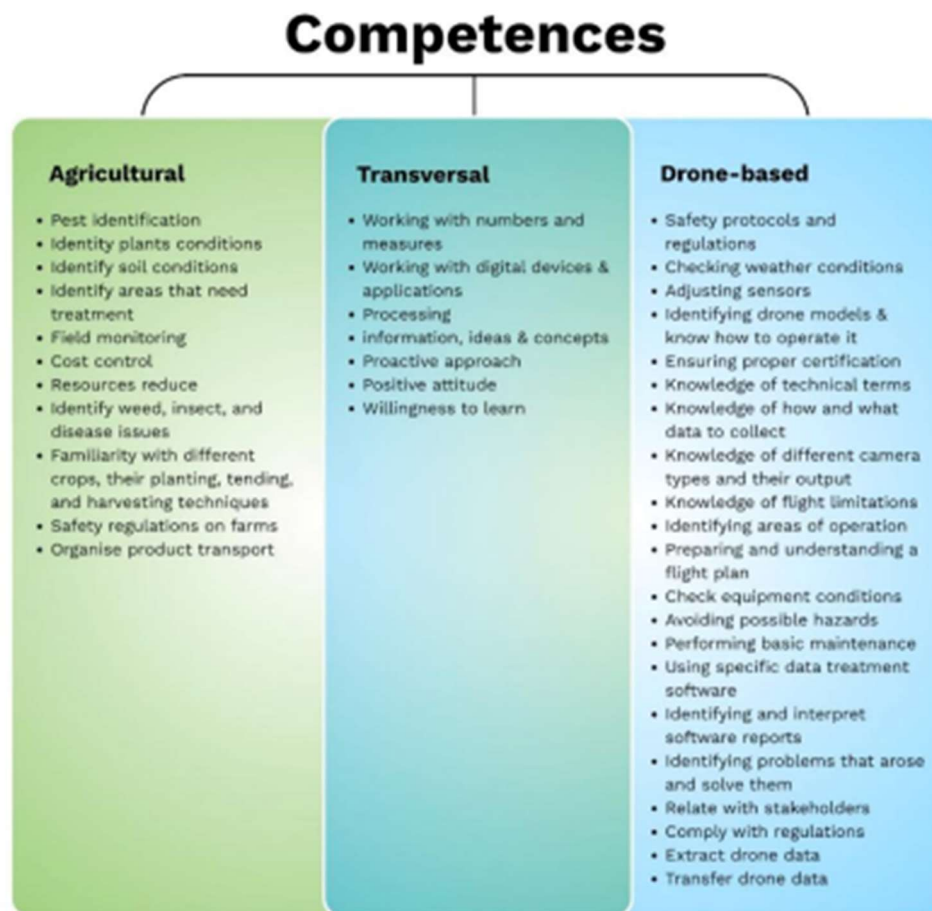 Competences
Agricultural
• Pest identification
• Identity plants conditions
• Identify soil conditions
• Identify areas that need
treatment
• Field monitoring
• Cost control
• Resources reduce
• Identify weed, insect, and
disease issues
• Familiarity with different
crops, their planting, tending,
and harvesting techniques
• Safety regulations on farms
• Organise product transport
Transversal
• Working with numbers and
measures
• Working with digital devices &
applications
• Processing
• information, ideas & concepts
• Proactive approach
• Positive attitude
• Willingness to learn
Drone-based
• Safety protocols and
regulations
• Checking weather conditions
• Adjusting sensors
• Identifying drone models &
know how to operate it
• Ensuring proper certification
• Knowledge of technical terms
• Knowledge of how and what
data to collect
• Knowledge of different camera
types and their output
• Knowledge of flight limitations
• Identifying areas of operation
• Preparing and understanding a
flight plan
• Check equipment conditions
• Avoiding possible hazards
• Performing basic maintenance
• Using specific data treatment
software
• Identifying and interpret
software reports
• Identifying problems that arose
and solve them
• Relate with stakeholders
• Comply with regulations
• Extract drone data
• Transfer drone data